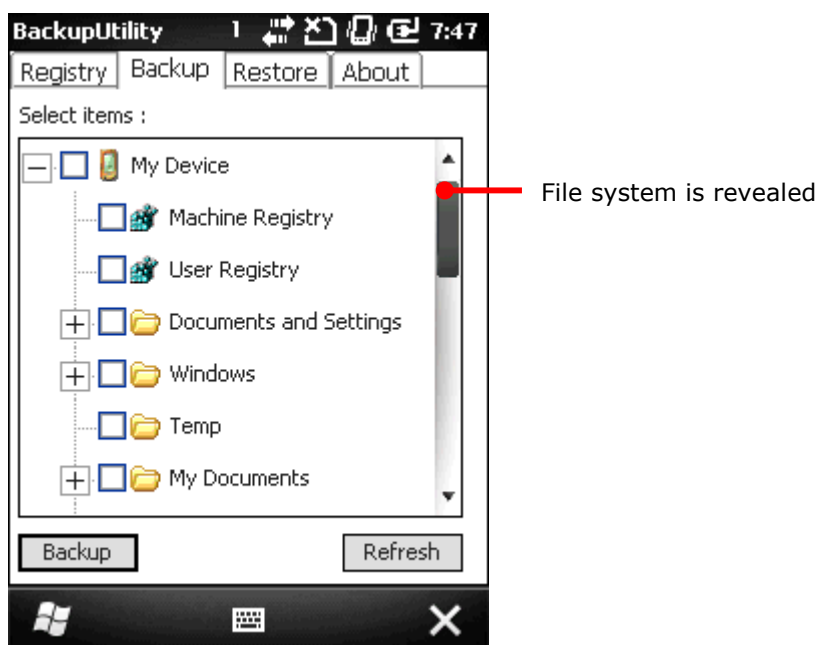 BackupUtility 1 7:47
Registry Backup Restore About
Select items :
My Device
File system is revealed
Machine Registry
User Registry
Documents and Settings
Windows
Temp
My Documents
Backup Refresh